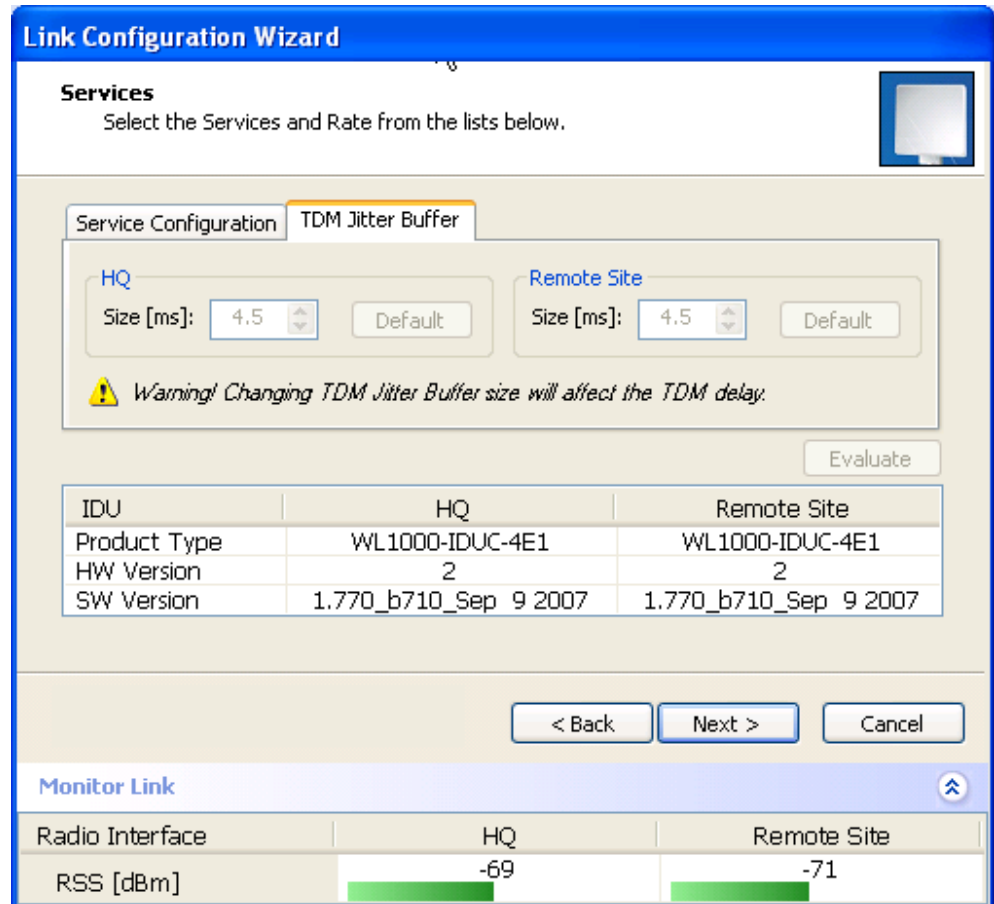 Link Configuration Wizard
Services
Select the Services and Rate from the lists below.
Service Configuration TDM Jitter Buffer
HQ Remote Site
Size [ms]: 4.5 Default Size [ms]: 4.5 Default
Warning! Changing TDM Jitter Buffer size will affect the TDM delay.
Evaluate
IDU HQ Remote Site
Product Type WL1000-IDUC-4E1 WL1000-IDUC-4E1
HW Version 2 2
SW Version 1.770_b710_Sep 9 2007 1.770_b710_Sep 9 2007
< Back Next > Cancel
Monitor Link
Radio Interface HQ Remote Site
RSS [dBm] -69 -71